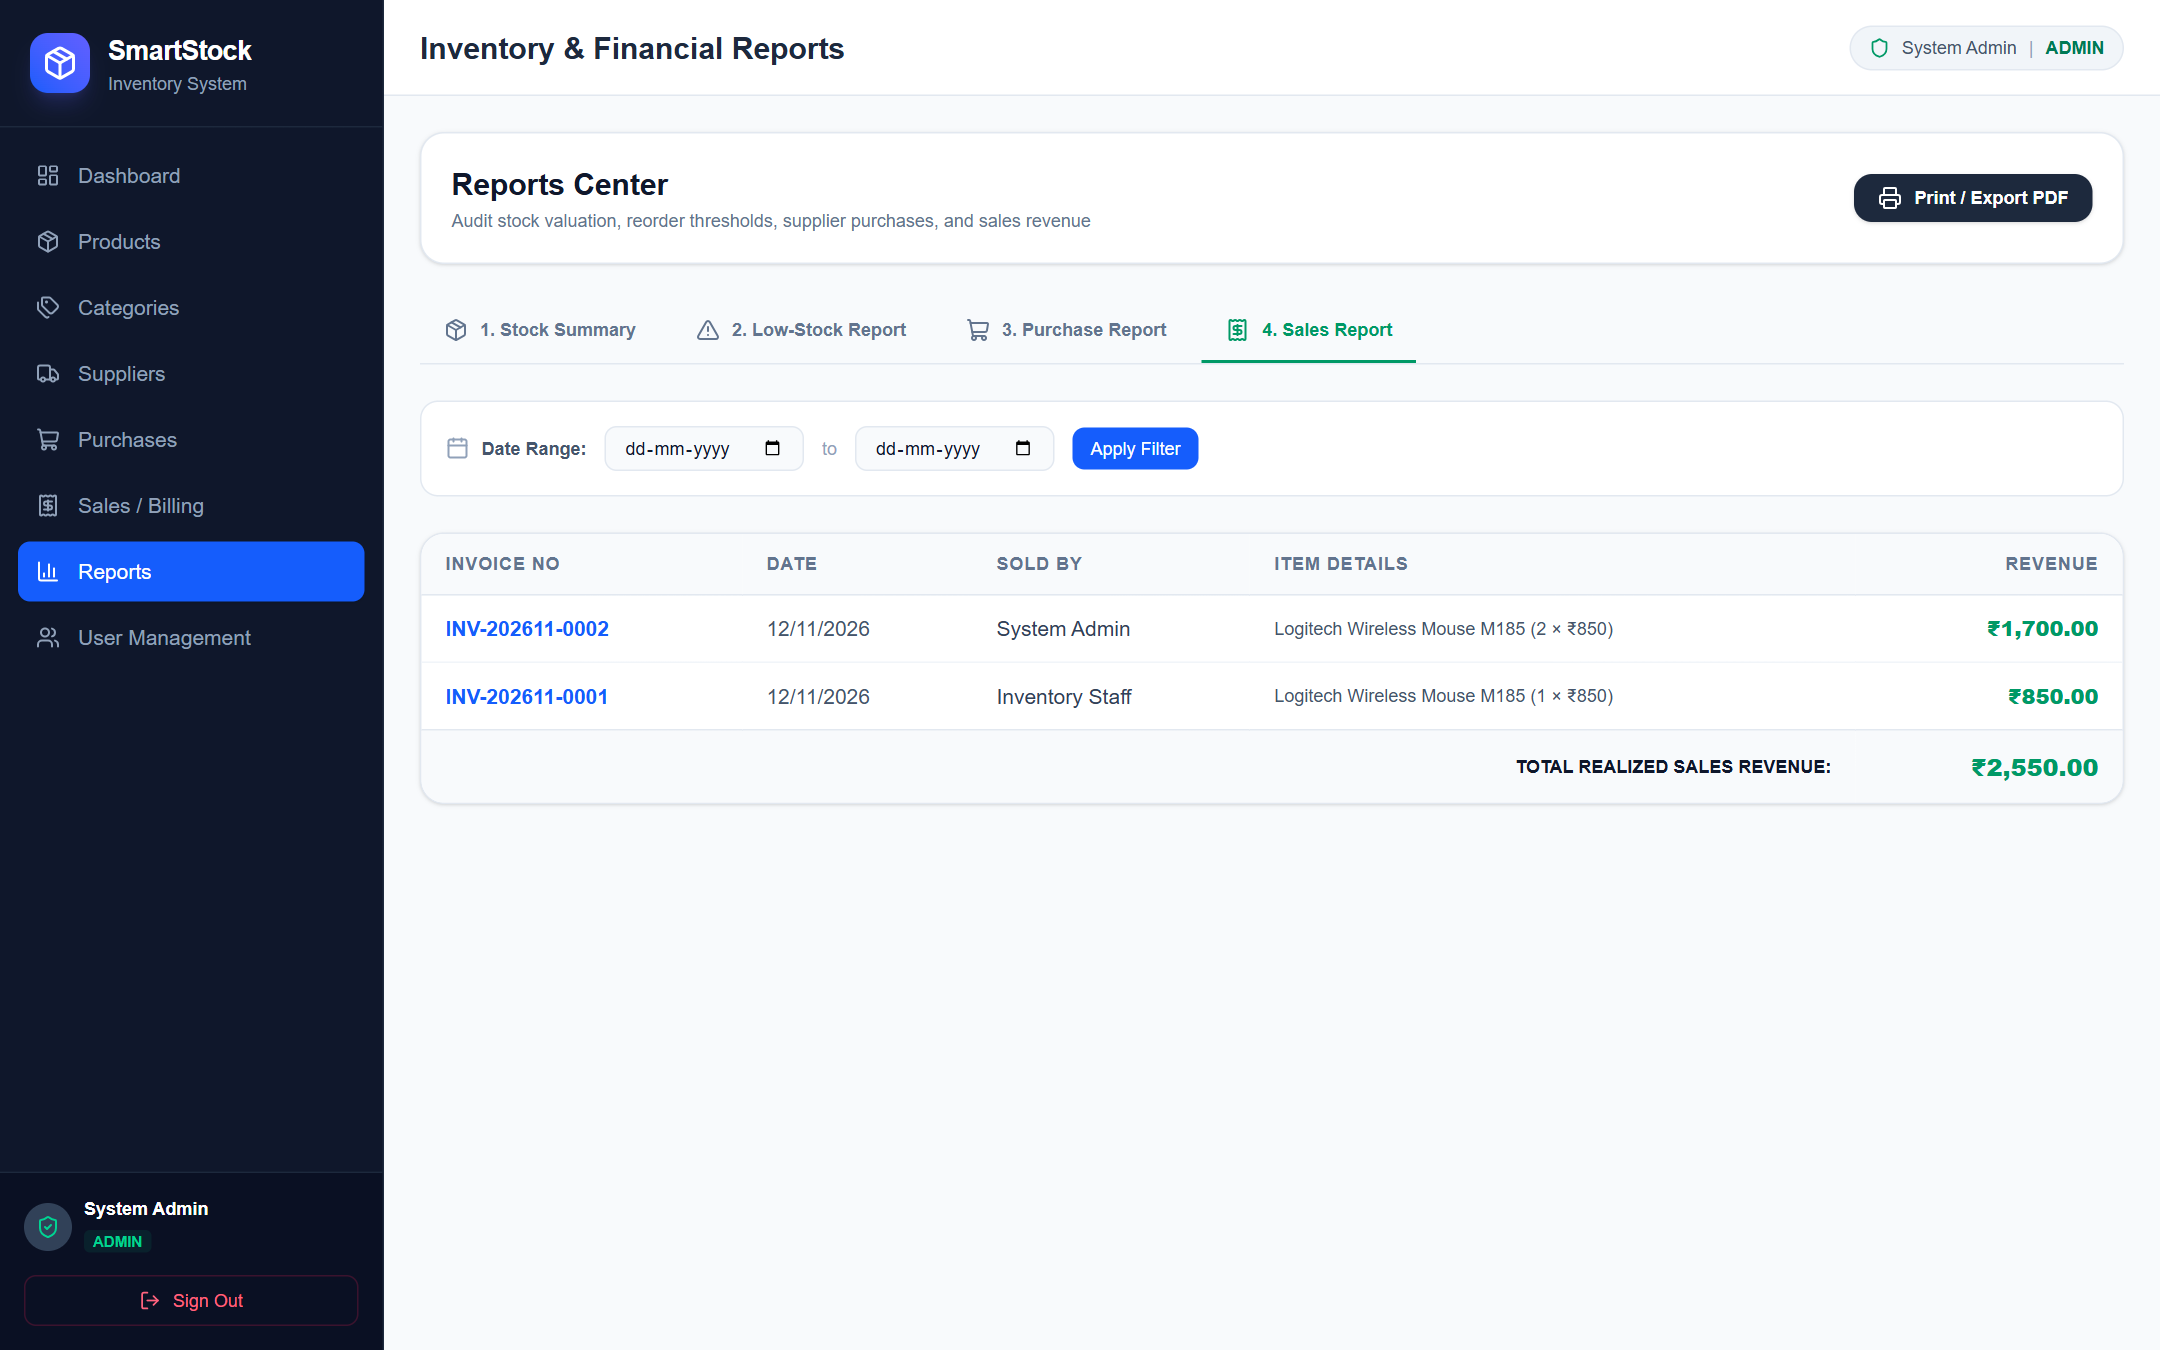 SmartStock
Inventory System
Dashboard
Products
Categories
Suppliers
Purchases
Sales / Billing
Reports
User Management
System Admin
ADMIN
Sign Out
Inventory & Financial Reports
System Admin | ADMIN
Reports Center
Audit stock valuation, reorder thresholds, supplier purchases, and sales revenue
Print / Export PDF
1. Stock Summary 2. Low-Stock Report 3. Purchase Report 4. Sales Report
Date Range: dd-mm-yyyy to dd-mm-yyyy Apply Filter
INVOICE NO DATE SOLD BY ITEM DETAILS REVENUE
INV-202611-0002 12/11/2026 System Admin Logitech Wireless Mouse M185 (2 × ₹850) ₹1,700.00
INV-202611-0001 12/11/2026 Inventory Staff Logitech Wireless Mouse M185 (1 × ₹850) ₹850.00
TOTAL REALIZED SALES REVENUE: ₹2,550.00